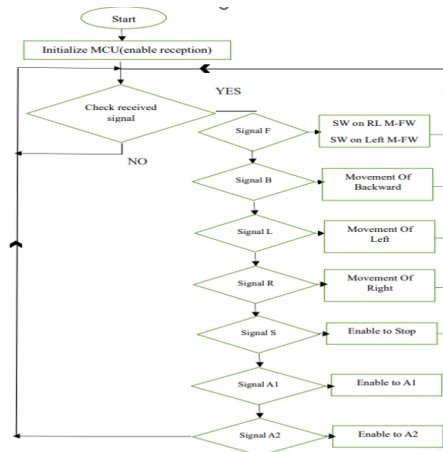 Start
Initialize MCU(enable reception)
Check received
signal
YES
NO
Signal F
SW on RL M-FW
SW on Left M-FW
Signal B
Movement Of
Backward
Signal L
Movement Of
Left
Signal R
Movement Of
Right
Signal S
Enable to Stop
Signal A1
Enable to A1
Signal A2
Enable to A2